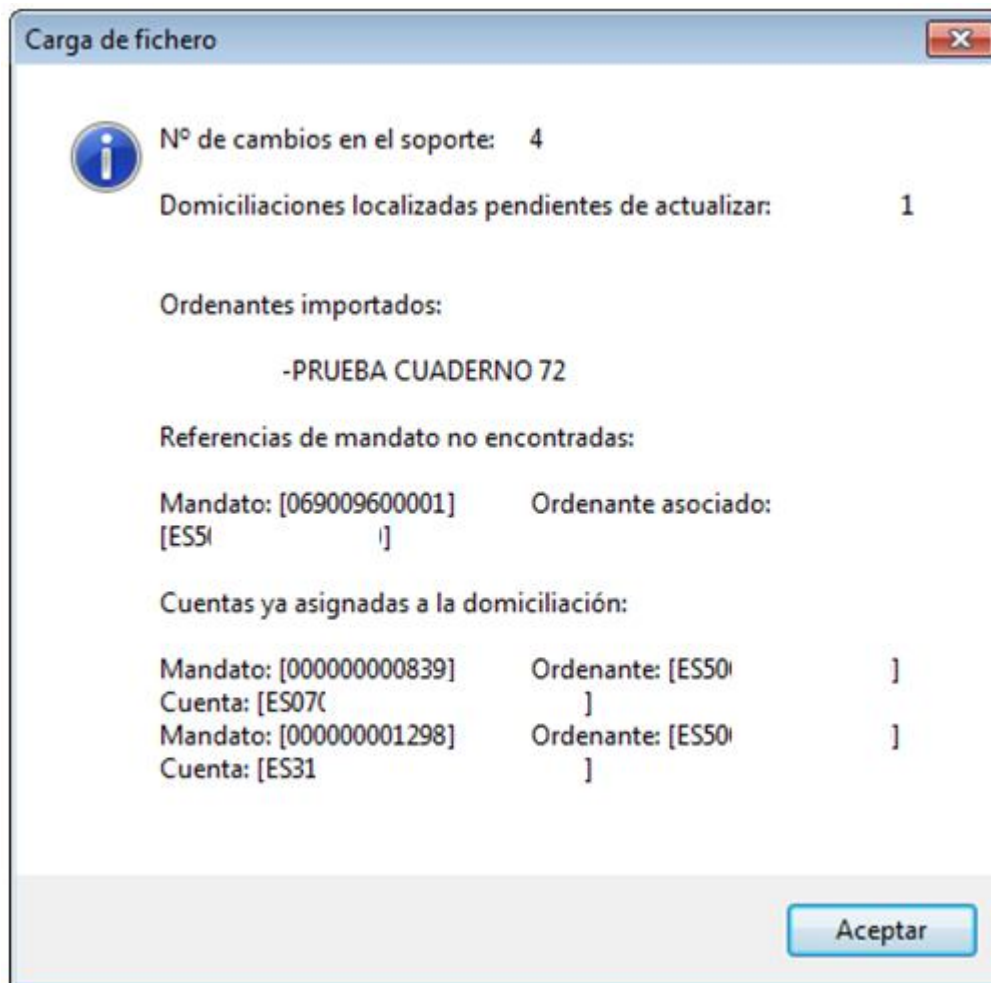 Carga de fichero
Nº de cambios en el soporte: 4
Domiciliaciones localizadas pendientes de actualizar: 1
Ordenantes importados:
-PRUEBA CUADERNO 72
Referencias de mandato no encontradas:
Mandato: [069009600001] Ordenante asociado:
[ES5 ]
Cuentas ya asignadas a la domiciliación:
Mandato: [000000000839] Ordenante: [ES50 ]
Cuenta: [ES07 ]
Mandato: [000000001298] Ordenante: [ES50 ]
Cuenta: [ES31 ]
Aceptar